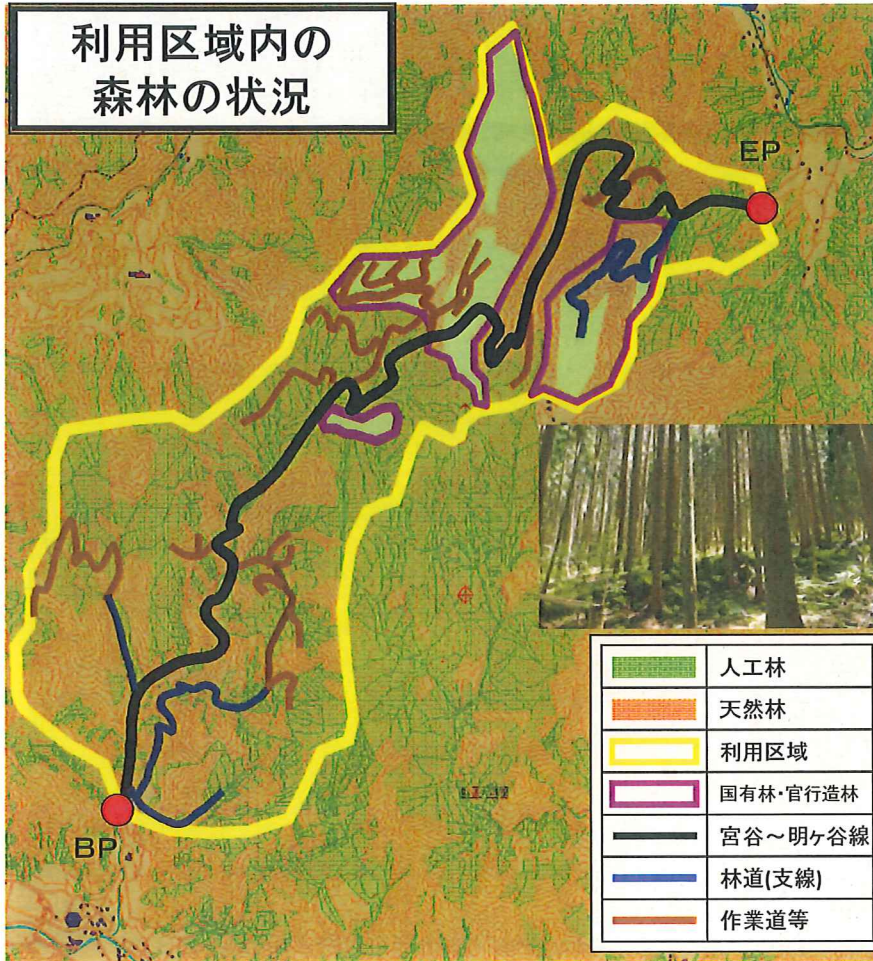 利用区域内の
森林の状況
EP
BP
人工林
天然林
利用区域
国有林・官行造林
宮谷～明ヶ谷線
林道(支線)
作業道等